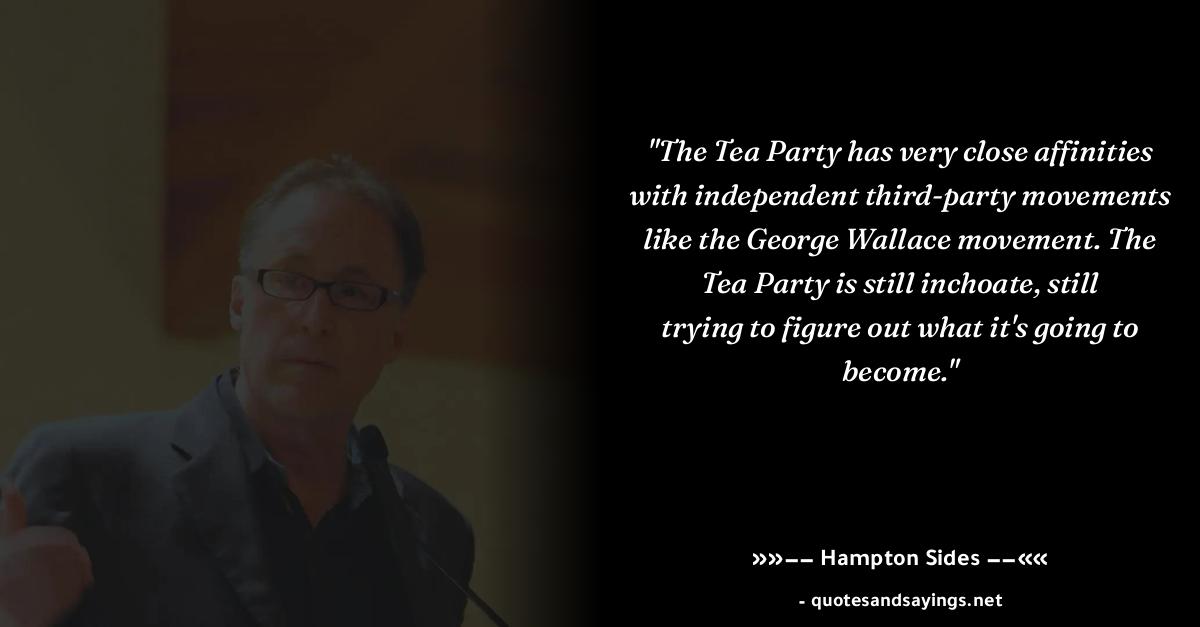 "The Tea Party has very close affinities
with independent third-party movements
like the George Wallace movement. The
Tea Party is still inchoate, still
trying to figure out what it's going to
become."
»»−− Hampton Sides −−««
- quotesandsayings.net